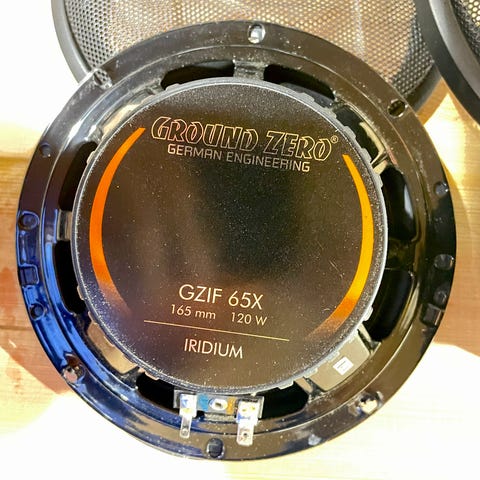 GROUND ZERO®
GERMAN ENGINEERING
GZIF 65X
165 mm 120 W
IRIDIUM